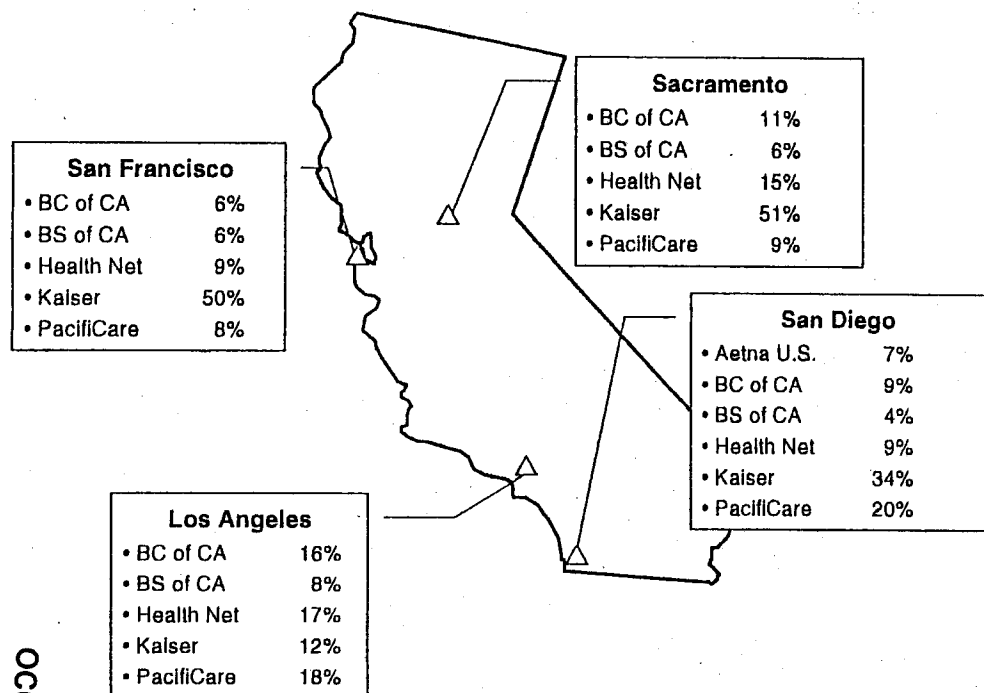 Sacramento
• BC of CA 11%
• BS of CA 6%
• Health Net 15%
• Kaiser 51%
• PacifiCare 9%
San Francisco
• BC of CA 6%
• BS of CA 6%
• Health Net 9%
• Kaiser 50%
• PacifiCare 8%
San Diego
• Aetna U.S. 7%
• BC of CA 9%
• BS of CA 4%
• Health Net 9%
• Kaiser 34%
• PacifiCare 20%
Los Angeles
• BC of CA 16%
• BS of CA 8%
• Health Net 17%
• Kaiser 12%
• PacifiCare 18%